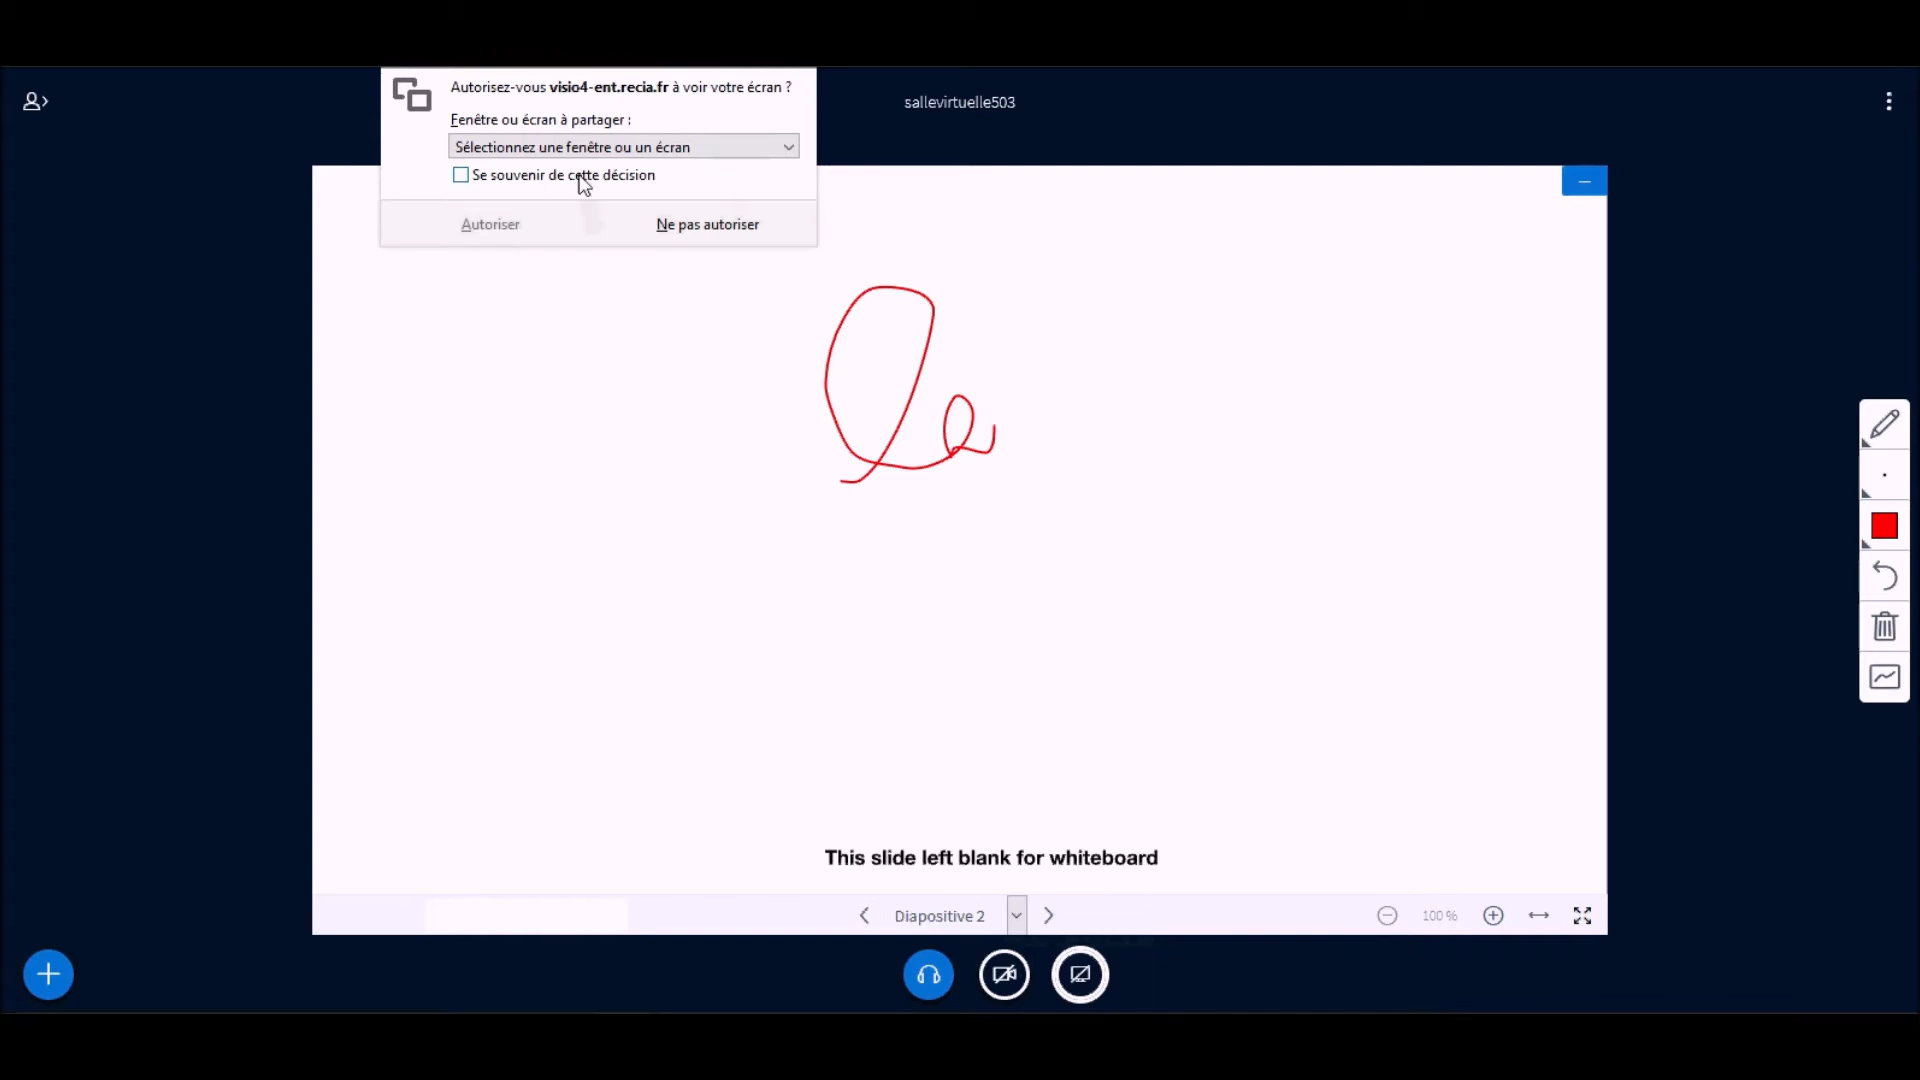 Autorisez-vous visio4-ent.recia.fr à voir votre écran ?
sallevirtuelle503
Fenêtre ou écran à partager :
Sélectionnez une fenêtre ou un écran
Se souvenir de cette décision
Autoriser
Ne pas autoriser
le
This slide left blank for whiteboard
Diapositive 2
100 %